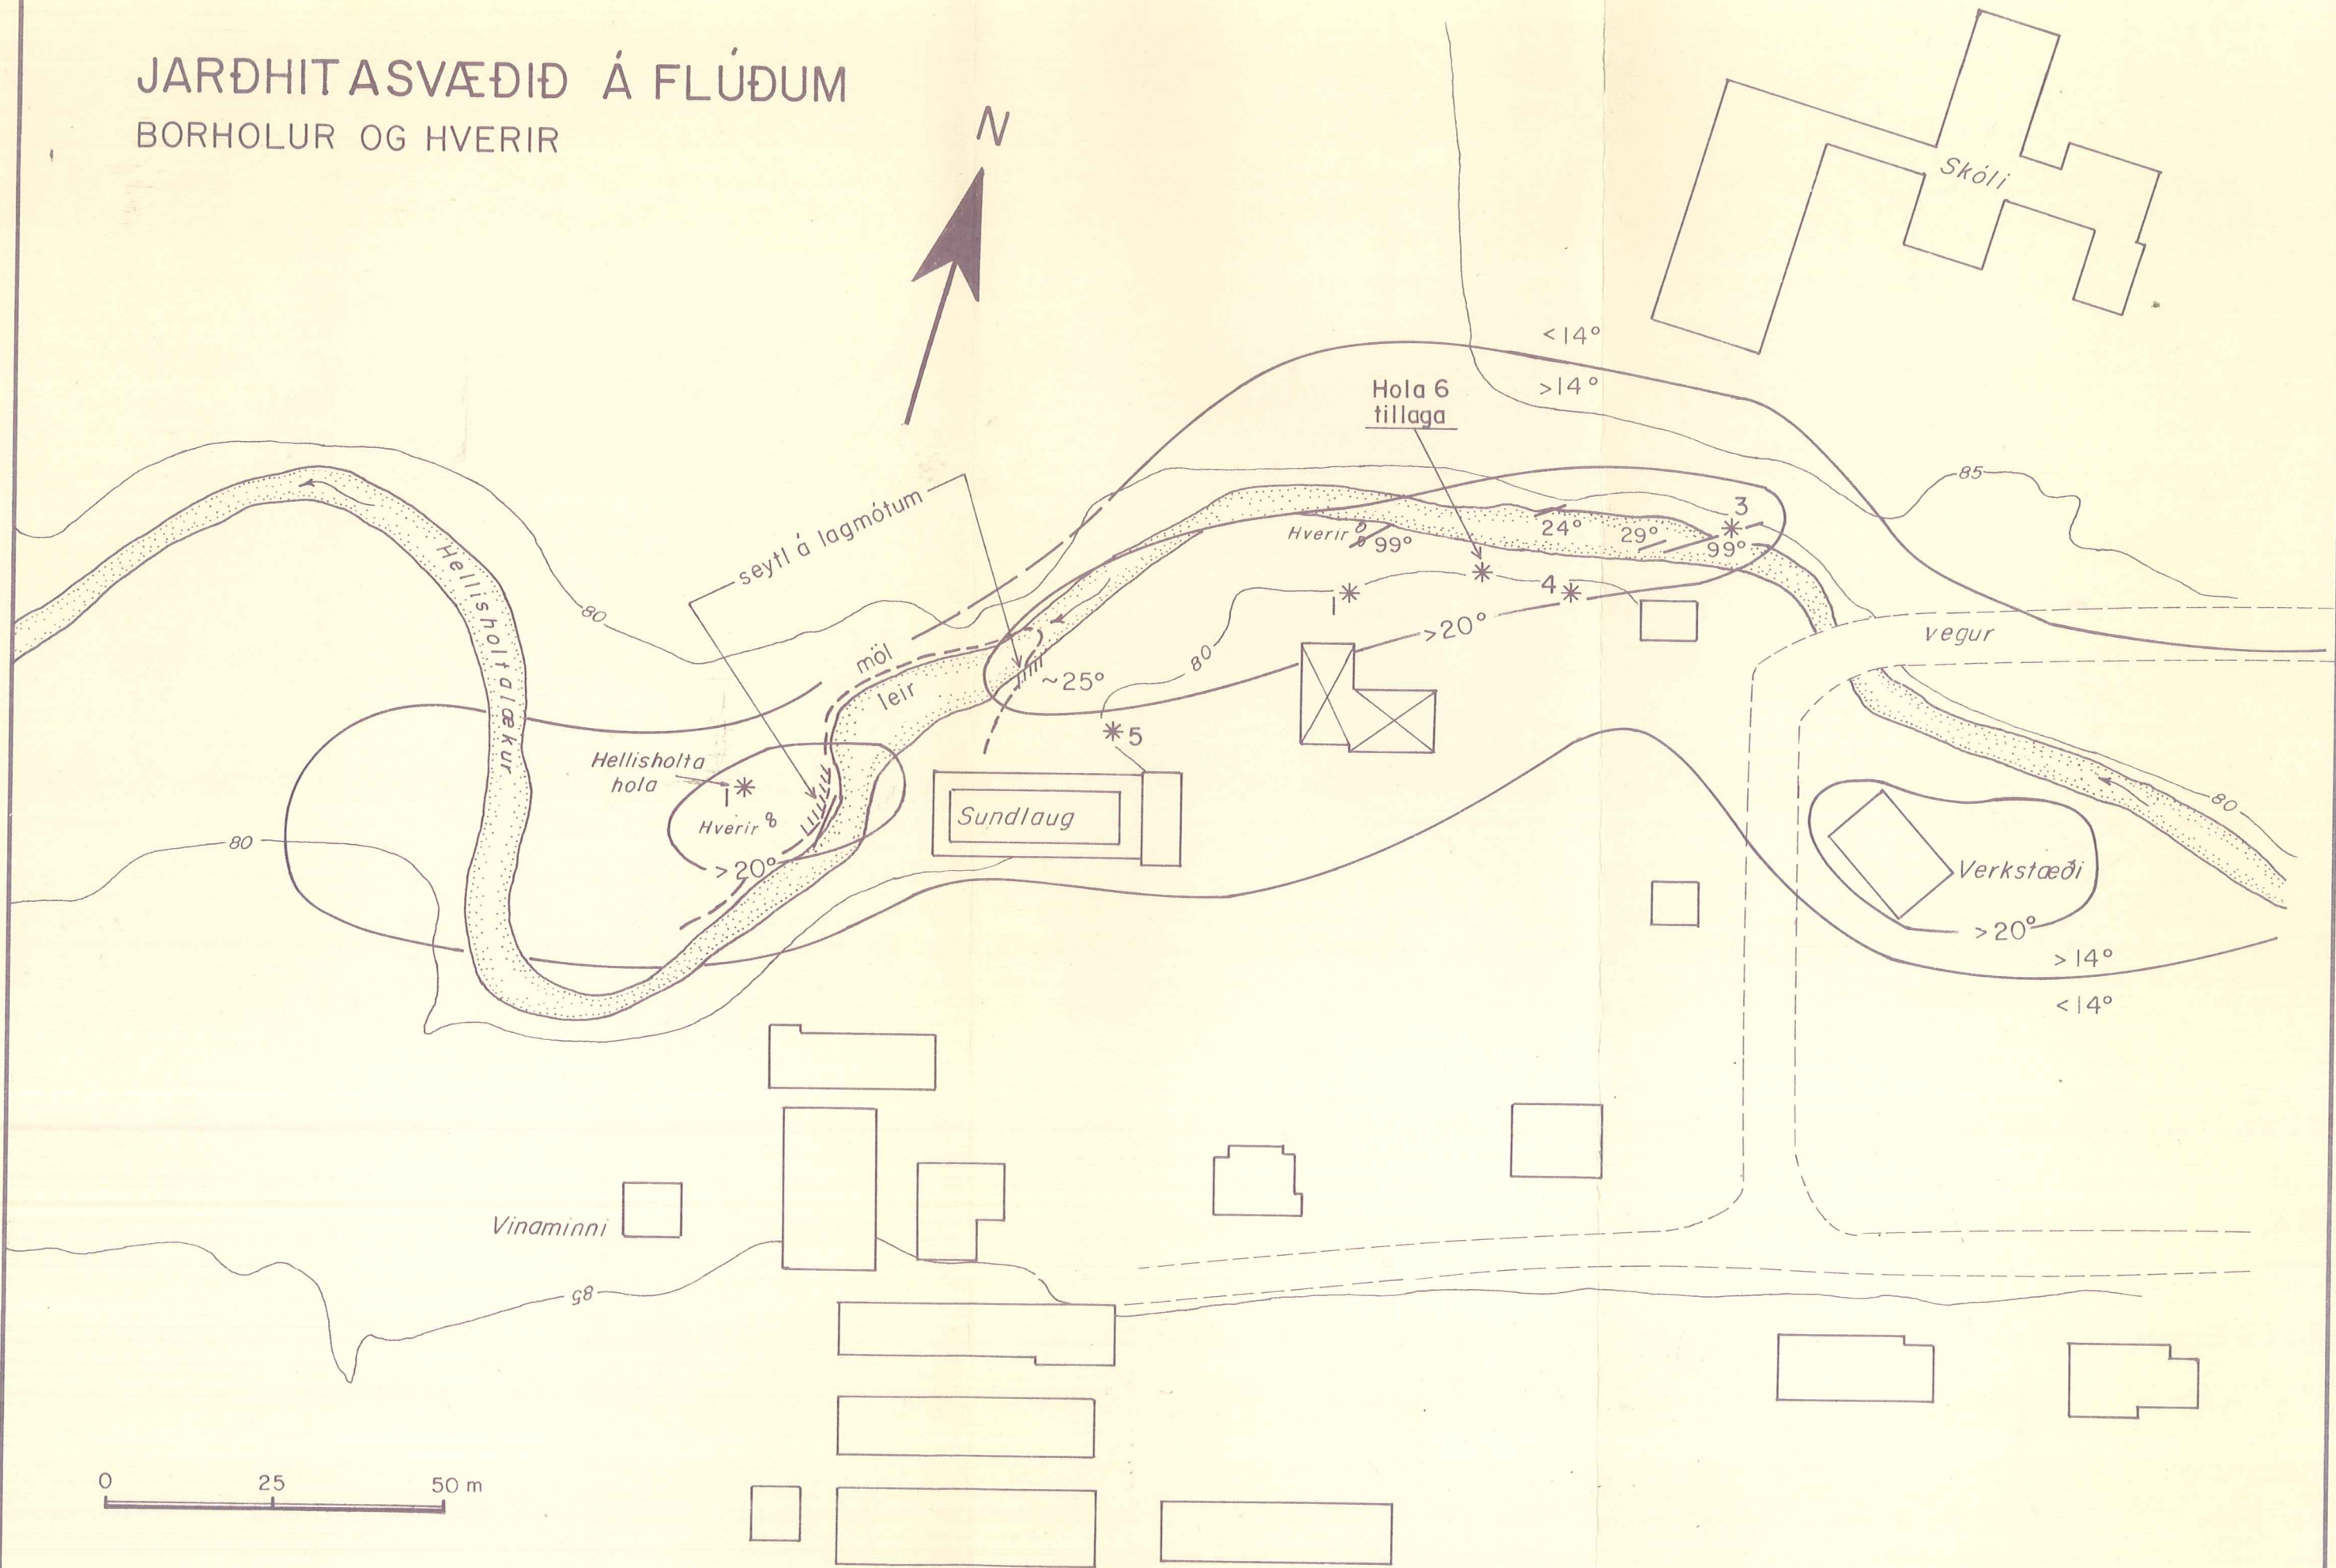 JARÐHITASVÆÐIÐ Á FLÚÐUM
BORHOLUR OG HVERIR
N
Skóli
<14°
>14°
Hola 6
tillaga
85
seytl á lagmótum
3
Hverir
99°
24°
29°
99°
Hellisholtalækur
80
1
4
>20°
vegur
möl
leir
~25°
80
5
Hellisholta
hola
1
Hverir
>20°
Sundlaug
80
80
Verkstæði
>20°
>14°
<14°
Vinaminni
85
0 25 50 m